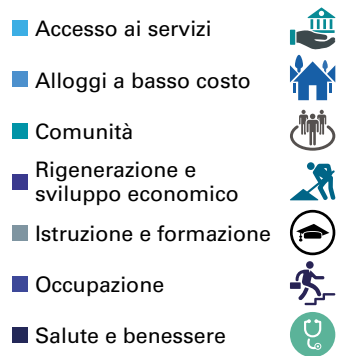 Accesso ai servizi
Alloggi a basso costo
Comunità
Rigenerazione e
sviluppo economico
Istruzione e formazione
Occupazione
Salute e benessere